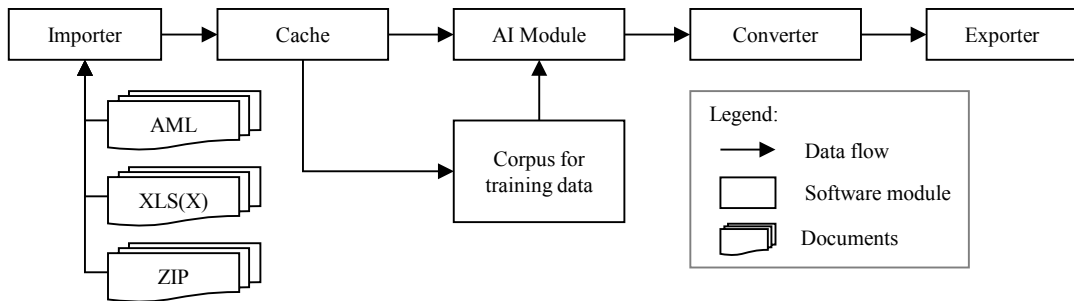 Importer
Cache
AI Module
Converter
Exporter
AML
XLS(X)
ZIP
Corpus for
training data
Legend:
Data flow
Software module
Documents